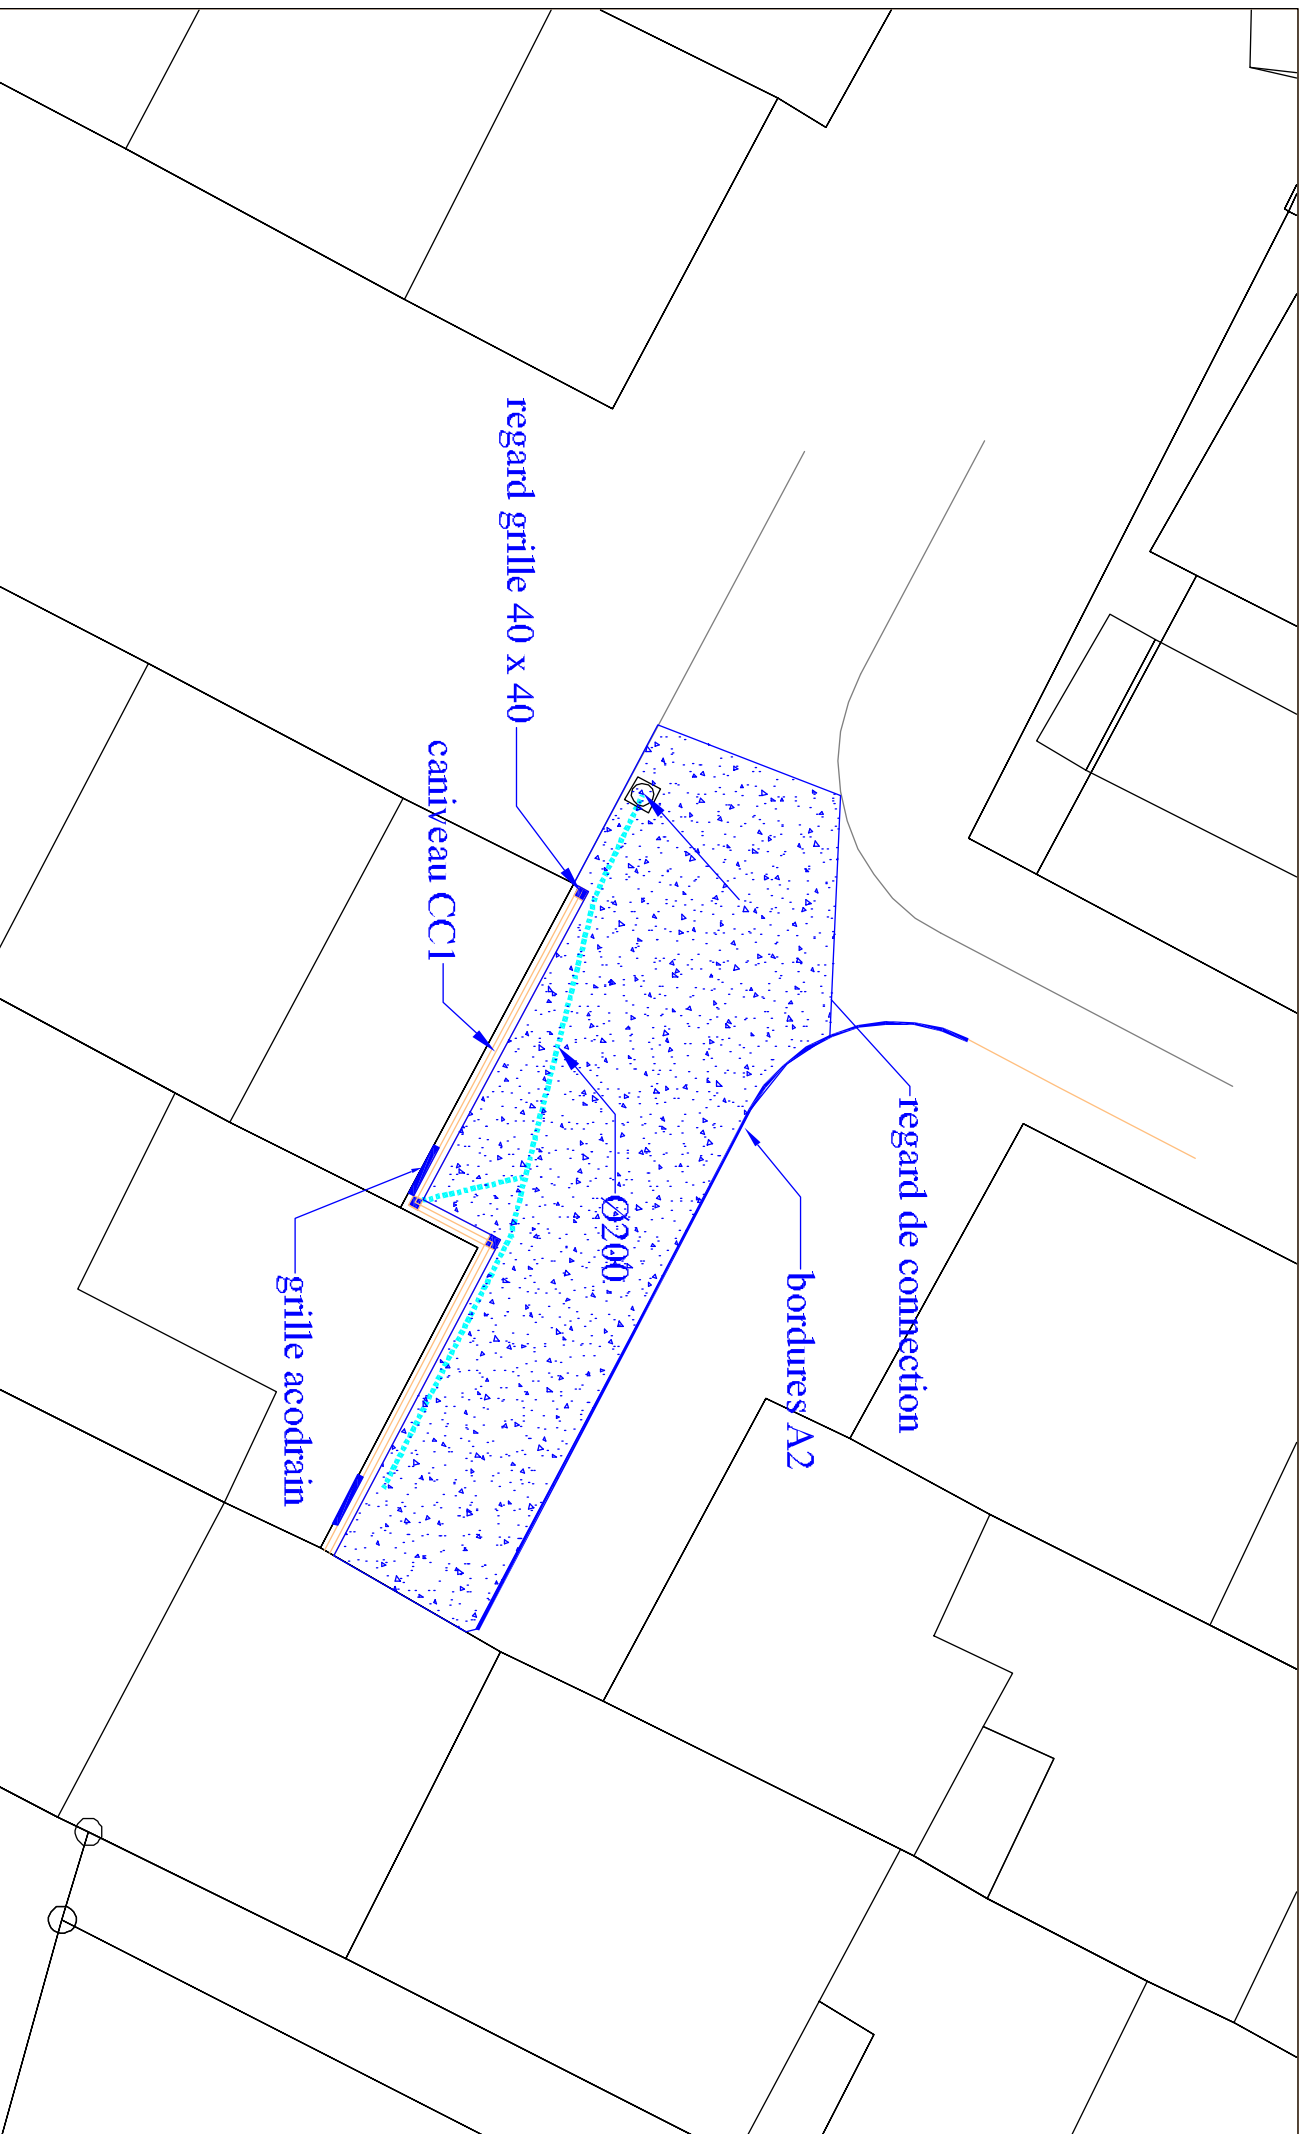 regard de connection
bordures A2
Ø200
regard grille 40 x 40
caniveau CC1
grille acodrain